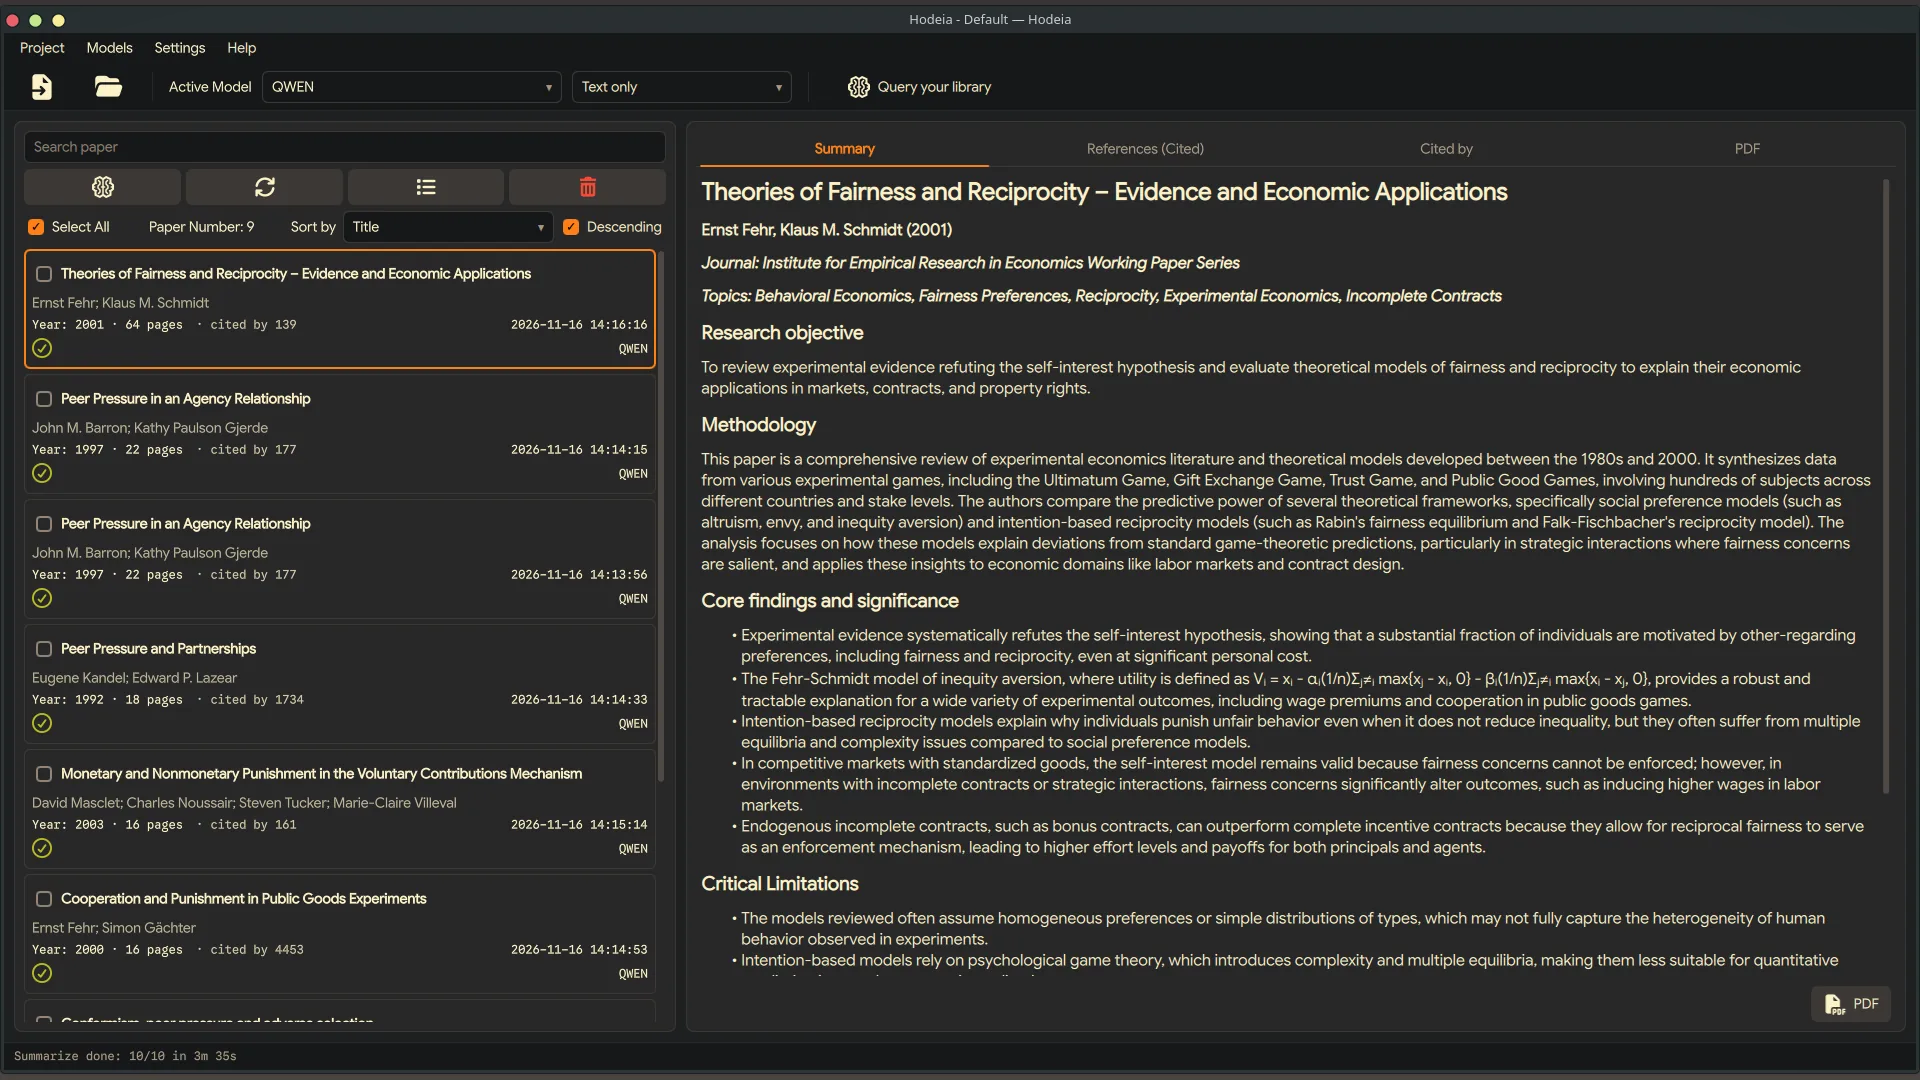 Hodeia - Default — Hodeia
Project Models Settings Help
Active Model QWEN Text only Query your library
Search paper
Select All Paper Number: 9 Sort by Title Descending
Theories of Fairness and Reciprocity – Evidence and Economic Applications
Ernst Fehr; Klaus M. Schmidt
Year: 2001 · 64 pages · cited by 139 2026-11-16 14:16:16
QWEN
Peer Pressure in an Agency Relationship
John M. Barron; Kathy Paulson Gjerde
Year: 1997 · 22 pages · cited by 177 2026-11-16 14:14:15
QWEN
Peer Pressure in an Agency Relationship
John M. Barron; Kathy Paulson Gjerde
Year: 1997 · 22 pages · cited by 177 2026-11-16 14:13:56
QWEN
Peer Pressure and Partnerships
Eugene Kandel; Edward P. Lazear
Year: 1992 · 18 pages · cited by 1734 2026-11-16 14:14:33
QWEN
Monetary and Nonmonetary Punishment in the Voluntary Contributions Mechanism
David Masclet; Charles Noussair; Steven Tucker; Marie-Claire Villeval
Year: 2003 · 16 pages · cited by 161 2026-11-16 14:15:14
QWEN
Cooperation and Punishment in Public Goods Experiments
Ernst Fehr; Simon Gächter
Year: 2000 · 16 pages · cited by 4453 2026-11-16 14:14:53
QWEN
Conformism, peer pressure and adverse selection
Summary References (Cited) Cited by PDF
Theories of Fairness and Reciprocity – Evidence and Economic Applications
Ernst Fehr, Klaus M. Schmidt (2001)
Journal: Institute for Empirical Research in Economics Working Paper Series
Topics: Behavioral Economics, Fairness Preferences, Reciprocity, Experimental Economics, Incomplete Contracts
Research objective
To review experimental evidence refuting the self-interest hypothesis and evaluate theoretical models of fairness and reciprocity to explain their economic
applications in markets, contracts, and property rights.
Methodology
This paper is a comprehensive review of experimental economics literature and theoretical models developed between the 1980s and 2000. It synthesizes data
from various experimental games, including the Ultimatum Game, Gift Exchange Game, Trust Game, and Public Good Games, involving hundreds of subjects across
different countries and stake levels. The authors compare the predictive power of several theoretical frameworks, specifically social preference models (such as
altruism, envy, and inequity aversion) and intention-based reciprocity models (such as Rabin's fairness equilibrium and Falk-Fischbacher's reciprocity model). The
analysis focuses on how these models explain deviations from standard game-theoretic predictions, particularly in strategic interactions where fairness concerns
are salient, and applies these insights to economic domains like labor markets and contract design.
Core findings and significance
• Experimental evidence systematically refutes the self-interest hypothesis, showing that a substantial fraction of individuals are motivated by other-regarding
preferences, including fairness and reciprocity, even at significant personal cost.
• The Fehr-Schmidt model of inequity aversion, where utility is defined as Vᵢ = xᵢ - αᵢ(1/n)Σⱼ≠ᵢ max{xⱼ - xᵢ, 0} - βᵢ(1/n)Σⱼ≠ᵢ max{xᵢ - xⱼ, 0}, provides a robust and
tractable explanation for a wide variety of experimental outcomes, including wage premiums and cooperation in public goods games.
• Intention-based reciprocity models explain why individuals punish unfair behavior even when it does not reduce inequality, but they often suffer from multiple
equilibria and complexity issues compared to social preference models.
• In competitive markets with standardized goods, the self-interest model remains valid because fairness concerns cannot be enforced; however, in
environments with incomplete contracts or strategic interactions, fairness concerns significantly alter outcomes, such as inducing higher wages in labor
markets.
• Endogenous incomplete contracts, such as bonus contracts, can outperform complete incentive contracts because they allow for reciprocal fairness to serve
as an enforcement mechanism, leading to higher effort levels and payoffs for both principals and agents.
Critical Limitations
• The models reviewed often assume homogeneous preferences or simple distributions of types, which may not fully capture the heterogeneity of human
behavior observed in experiments.
• Intention-based models rely on psychological game theory, which introduces complexity and multiple equilibria, making them less suitable for quantitative
PDF
Summarize done: 10/10 in 3m 35s